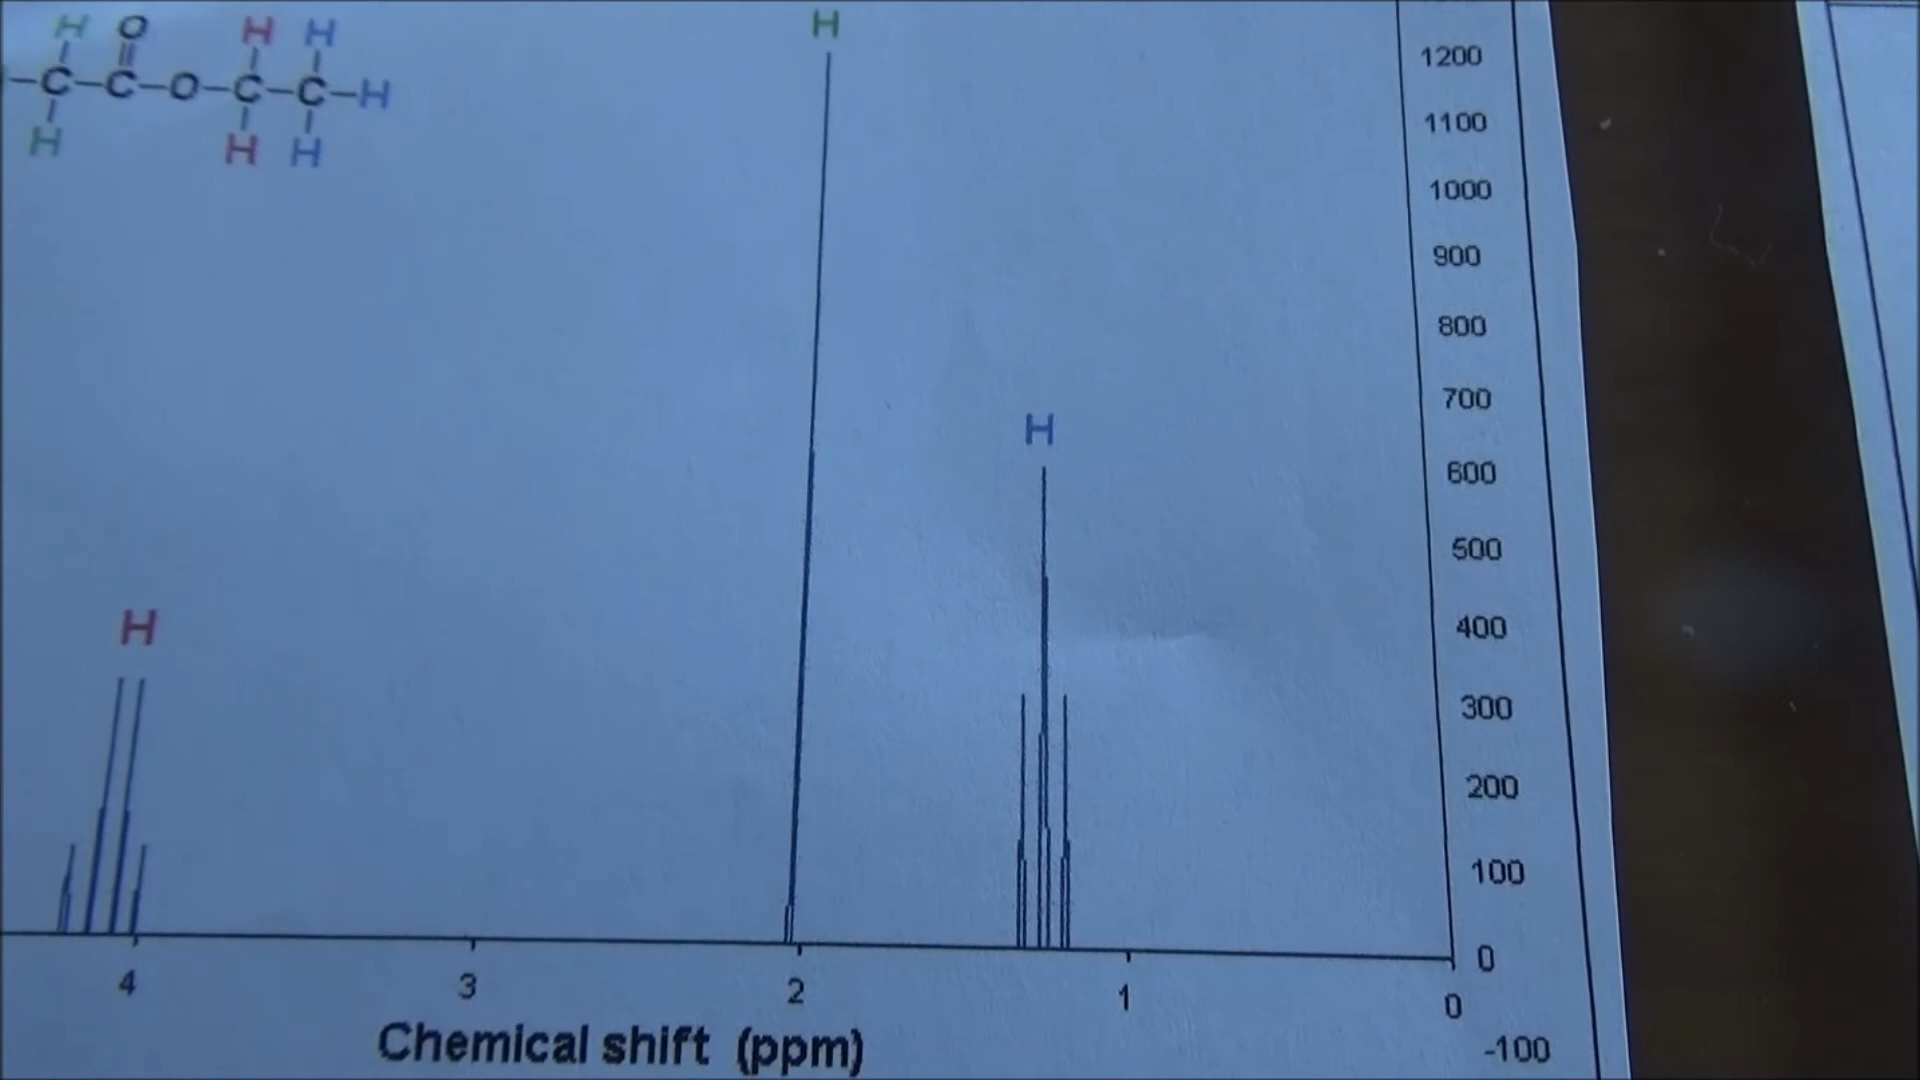 H O H H
C-C-O-C-C-H
H H H
H
1200
1100
1000
900
800
700
H
600
500
400
H
300
200
100
0
4 3 2 1 0
Chemical shift (ppm)
-100